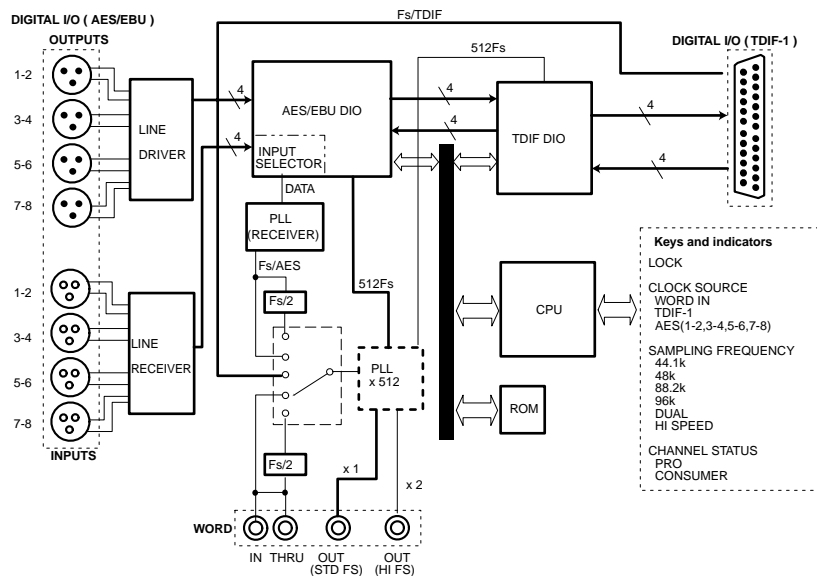 DIGITAL I/O ( AES/EBU )
OUTPUTS
1-2
3-4
5-6
7-8
LINE
DRIVER
1-2
3-4
5-6
7-8
INPUTS
LINE
RECEIVER
Fs/TDIF
512Fs
4
4
AES/EBU DIO
INPUT
SELECTOR
DATA
PLL
(RECEIVER)
Fs/AES
Fs/2
512Fs
PLL
x 512
Fs/2
x 1
x 2
WORD
IN
THRU
OUT
(STD FS)
OUT
(HI FS)
4
4
TDIF DIO
4
4
DIGITAL I/O ( TDIF-1 )
CPU
ROM
Keys and indicators
LOCK
CLOCK SOURCE
WORD IN
TDIF-1
AES(1-2,3-4,5-6,7-8)
SAMPLING FREQUENCY
44.1k
48k
88.2k
96k
DUAL
HI SPEED
CHANNEL STATUS
PRO
CONSUMER